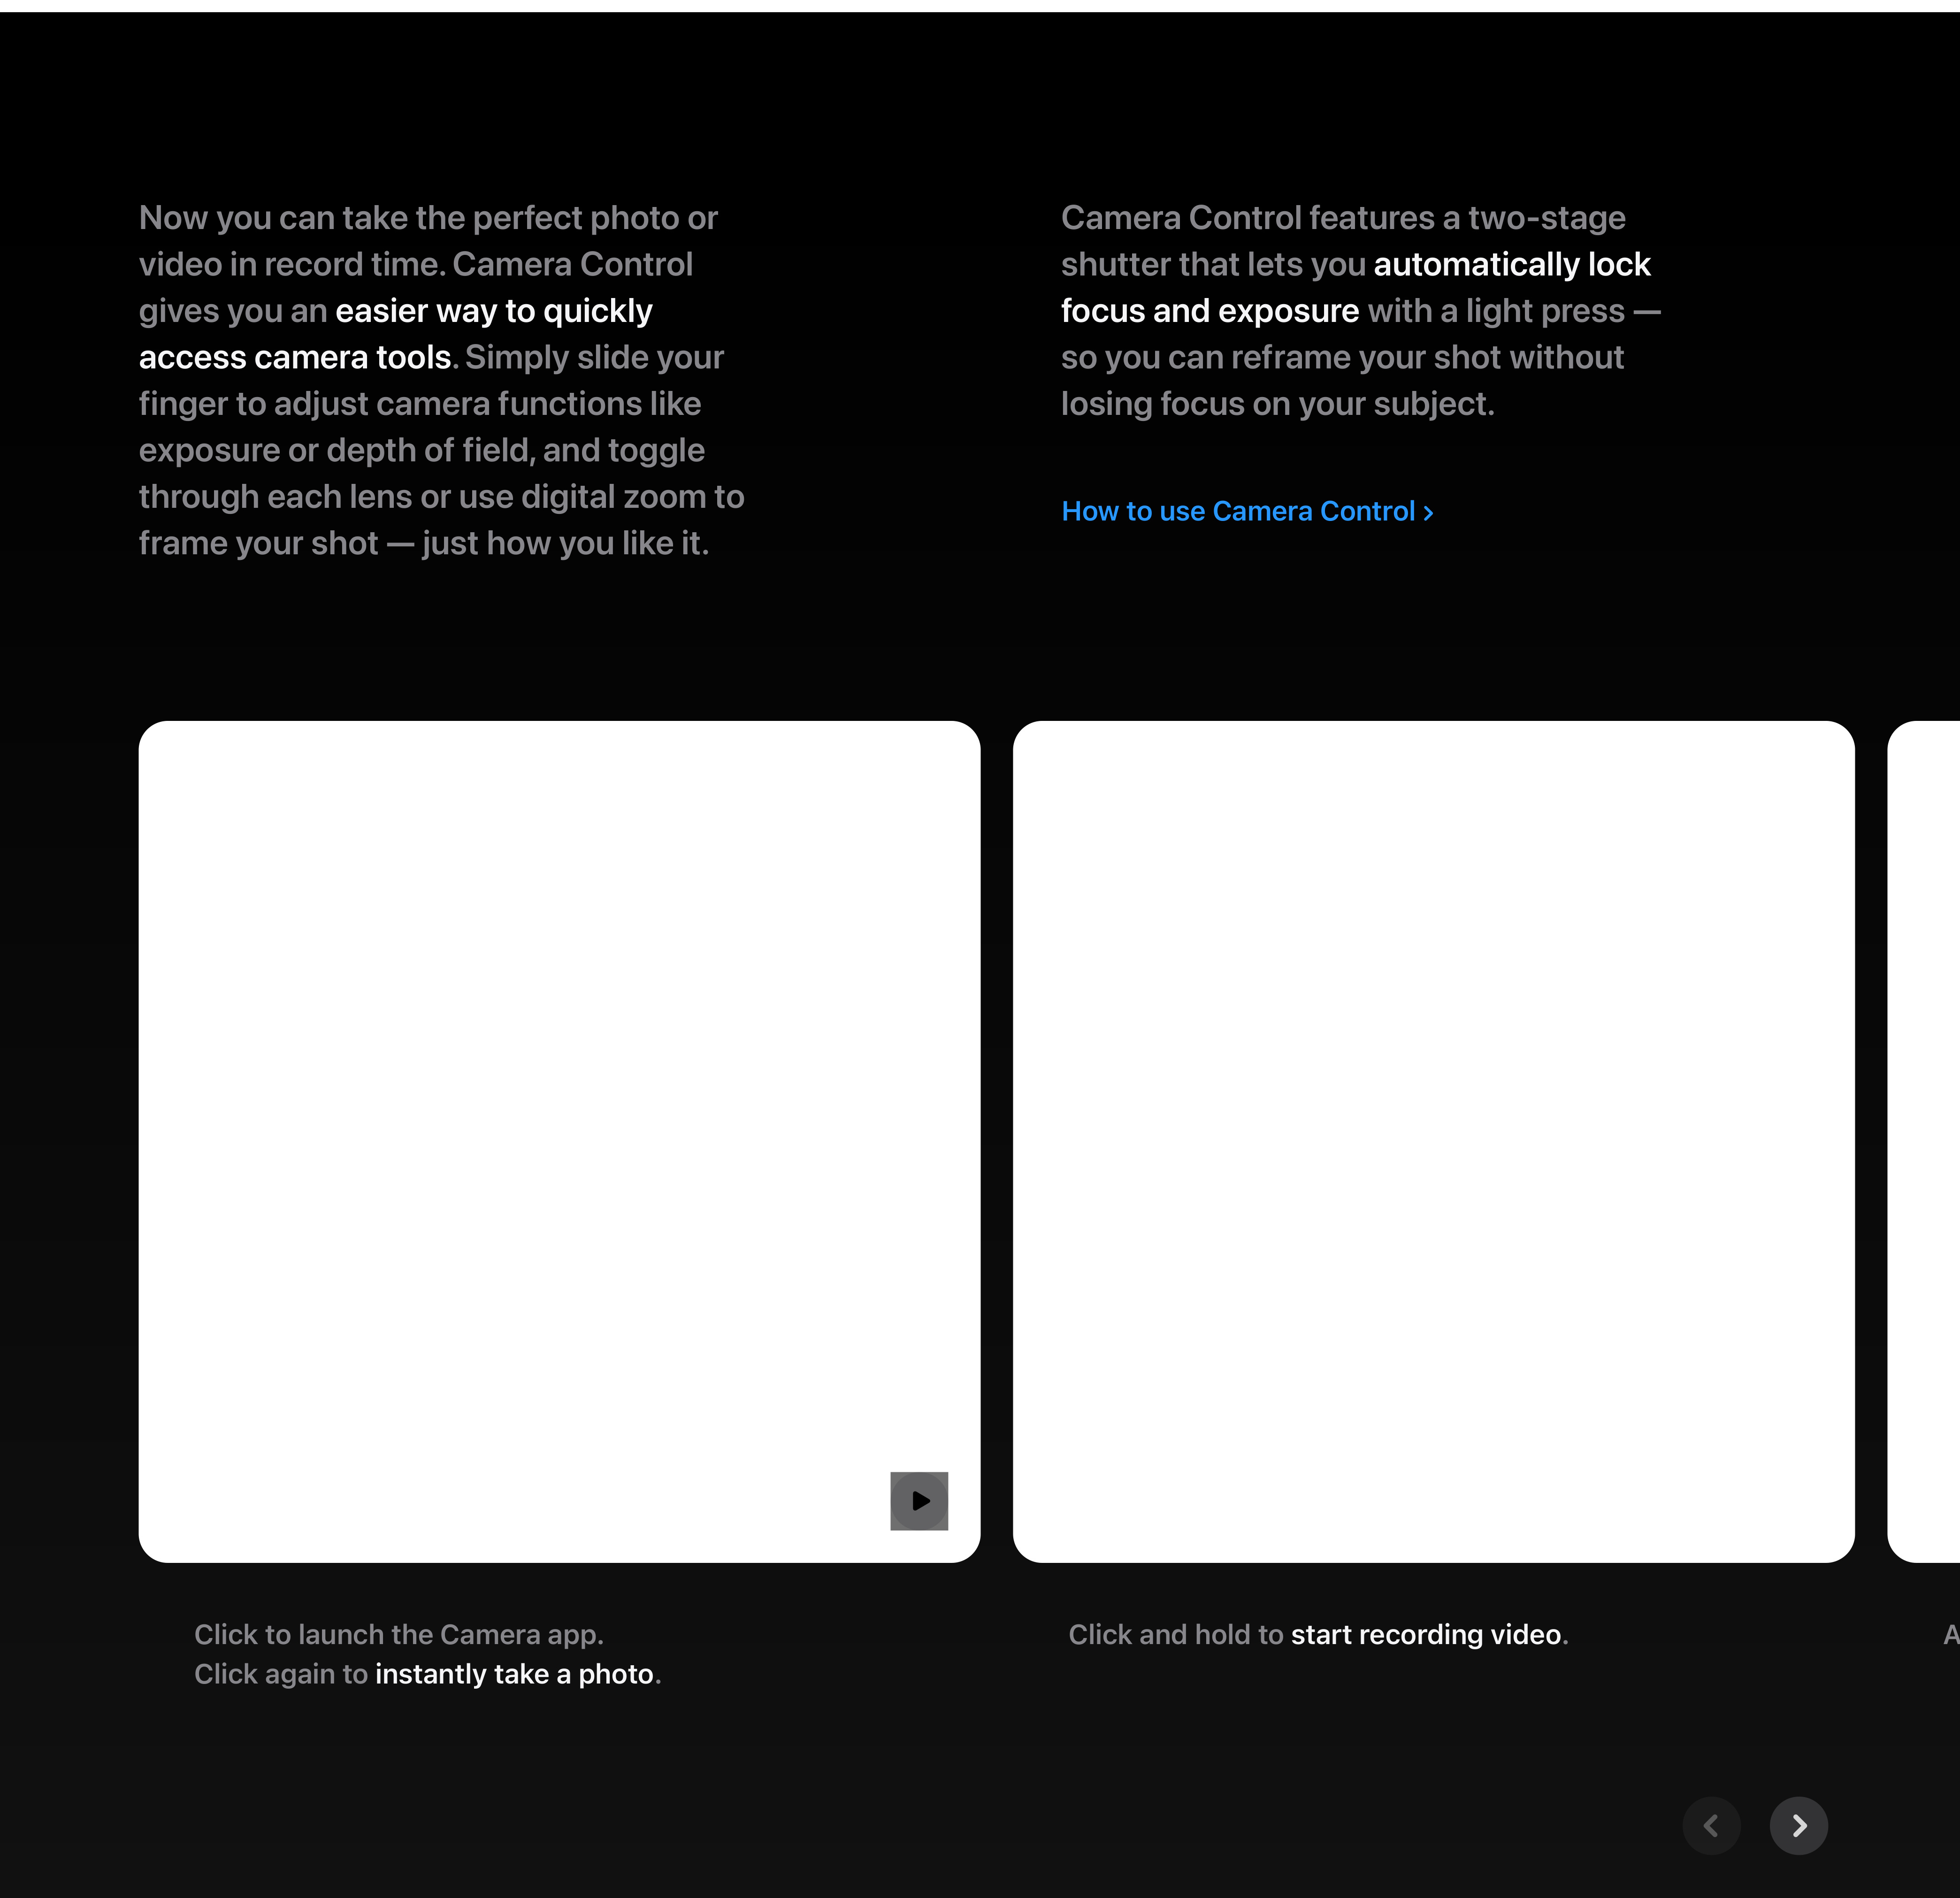 Now you can take the perfect photo or
video in record time. Camera Control
gives you an easier way to quickly
access camera tools. Simply slide your
finger to adjust camera functions like
exposure or depth of field, and toggle
through each lens or use digital zoom to
frame your shot — just how you like it.
Camera Control features a two-stage
shutter that lets you automatically lock
focus and exposure with a light press —
so you can reframe your shot without
losing focus on your subject.
How to use Camera Control >
Click to launch the Camera app.
Click again to instantly take a photo.
Click and hold to start recording video.